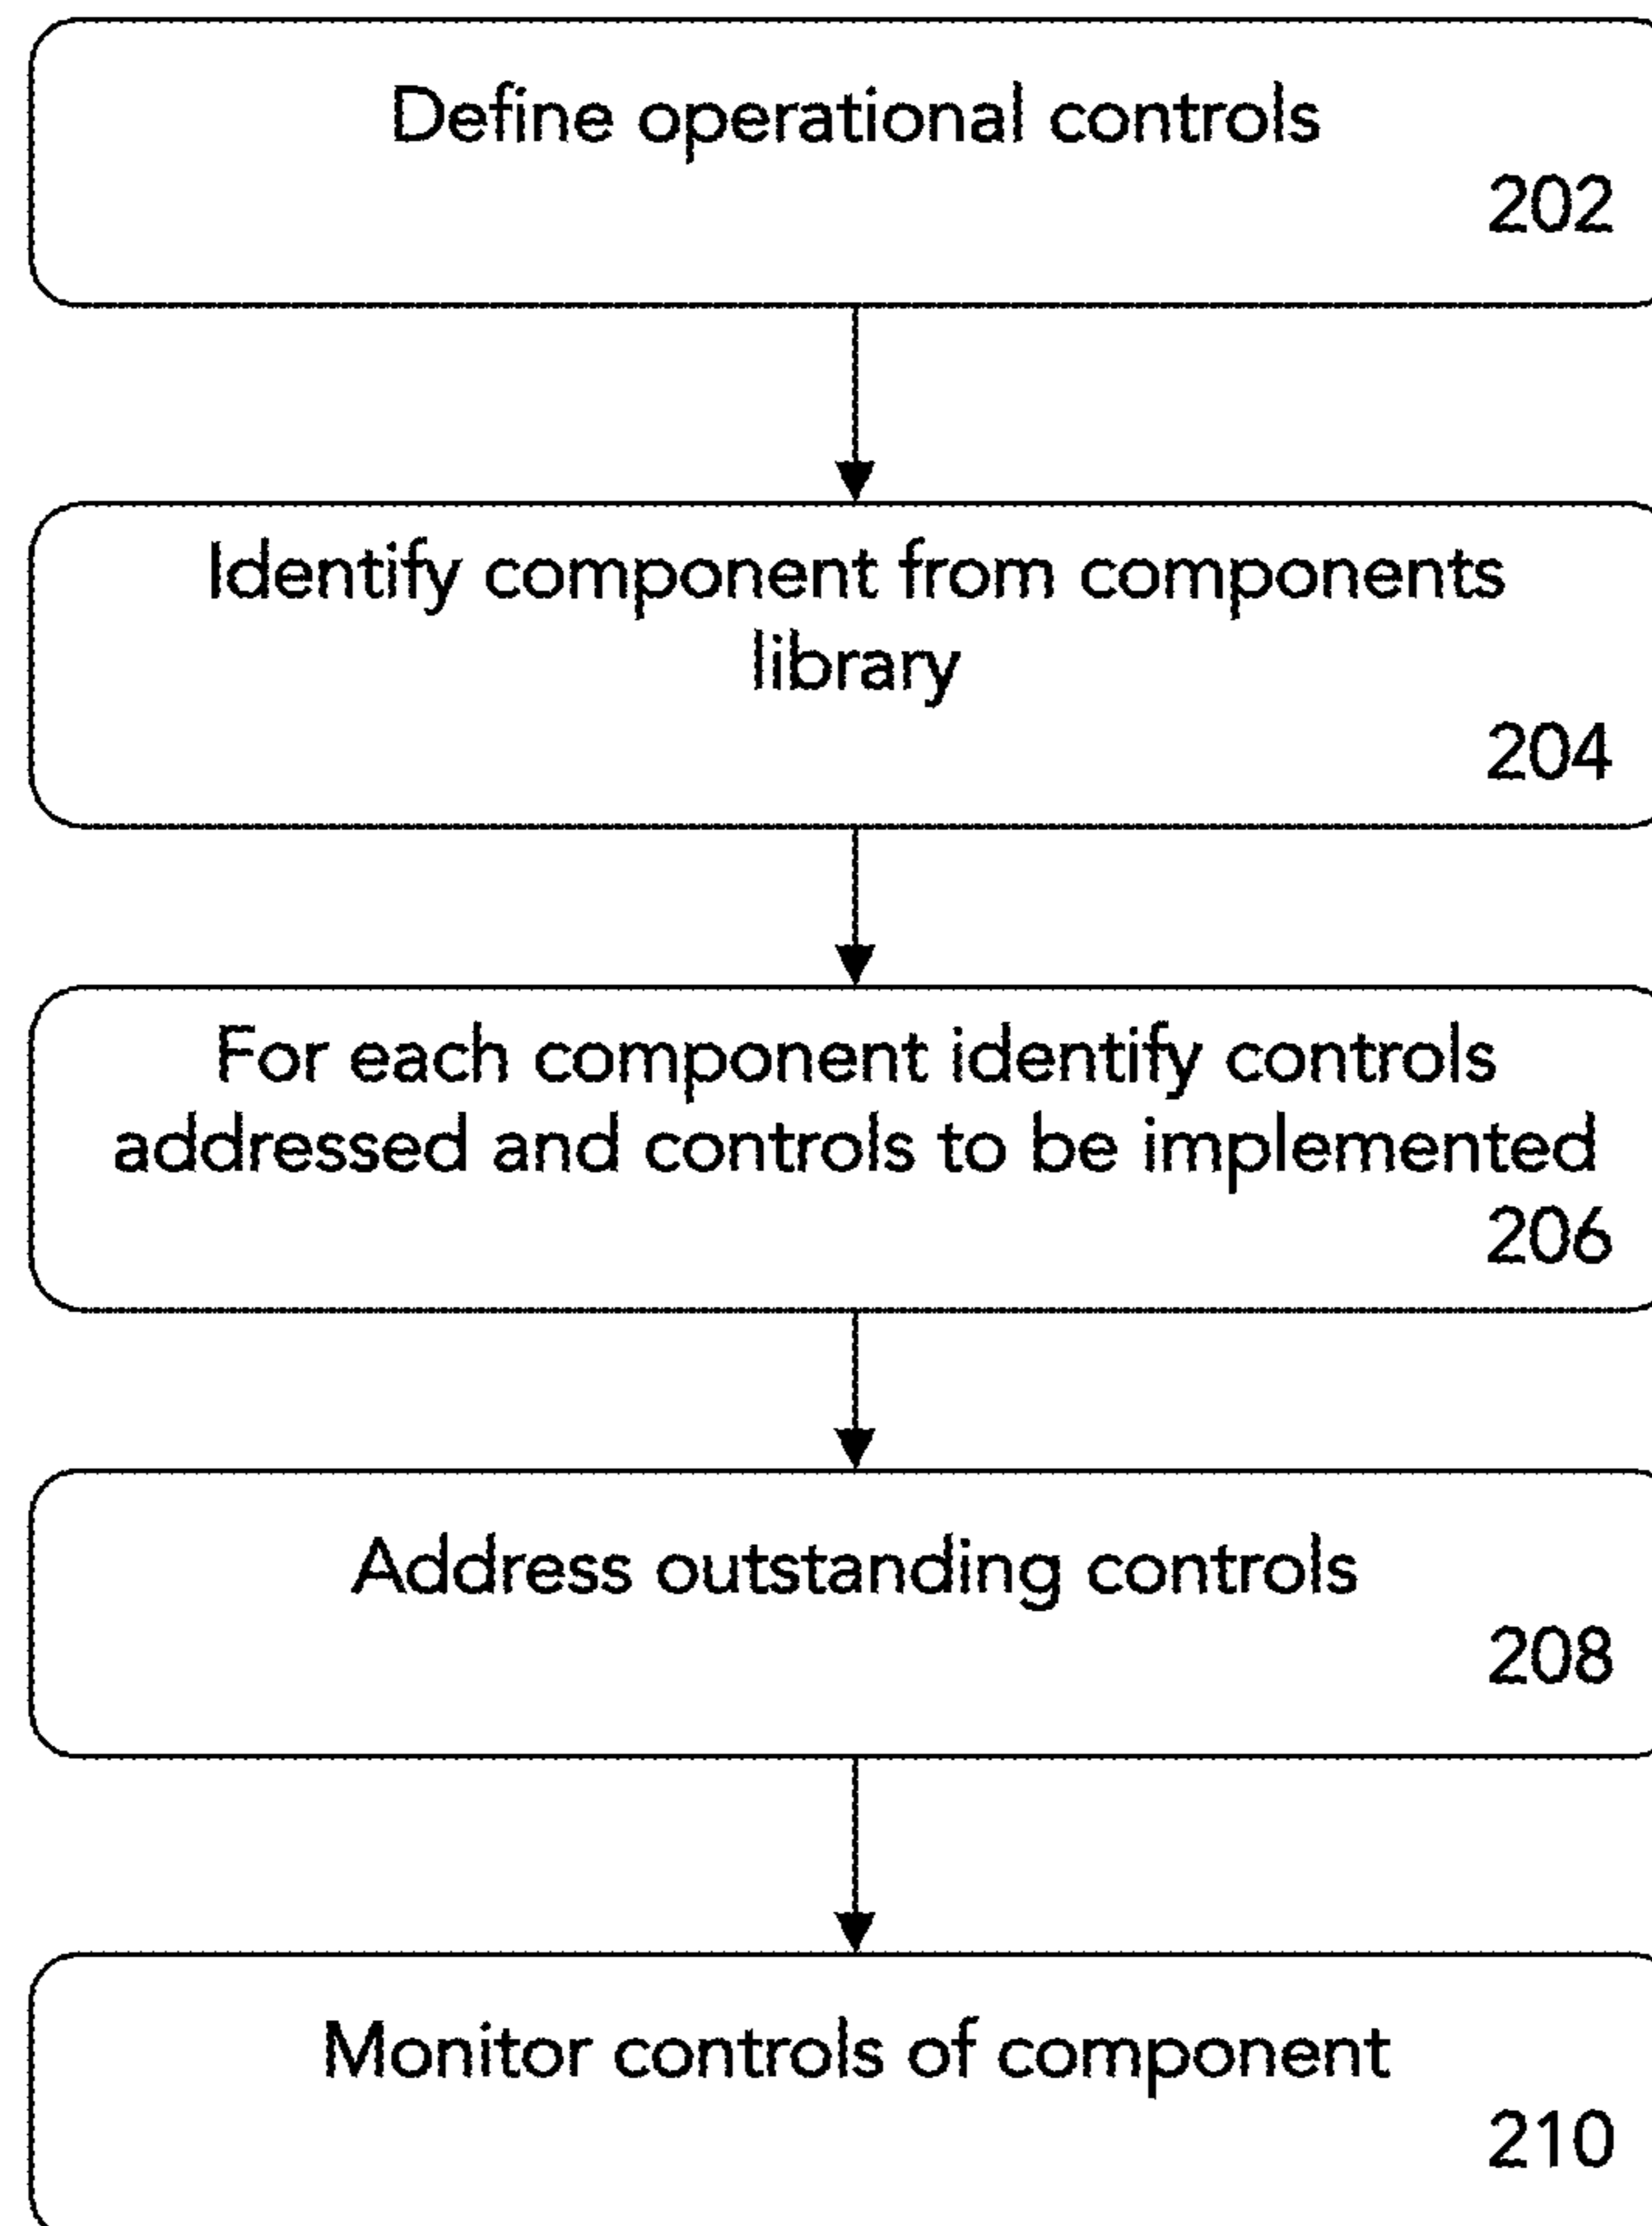 Define operational controls
202
Identify component from components
library
204
For each component identify controls
addressed and controls to be implemented
206
Address outstanding controls
208
Monitor controls of component
210